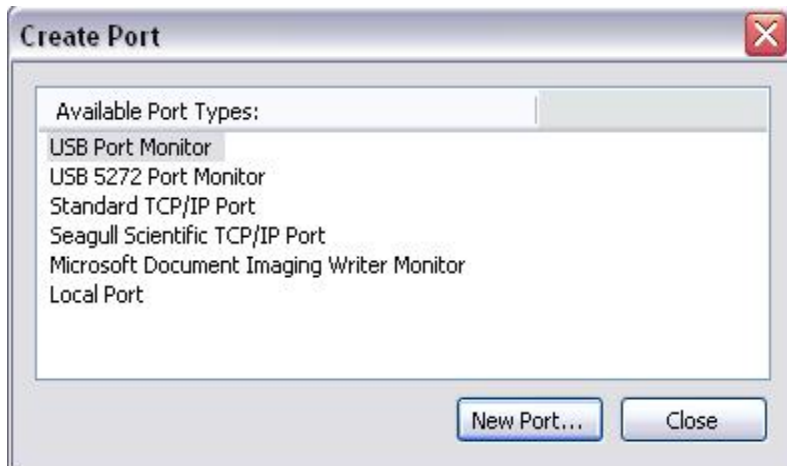 Create Port
Available Port Types:
USB Port Monitor
USB 5272 Port Monitor
Standard TCP/IP Port
Seagull Scientific TCP/IP Port
Microsoft Document Imaging Writer Monitor
Local Port
New Port... Close